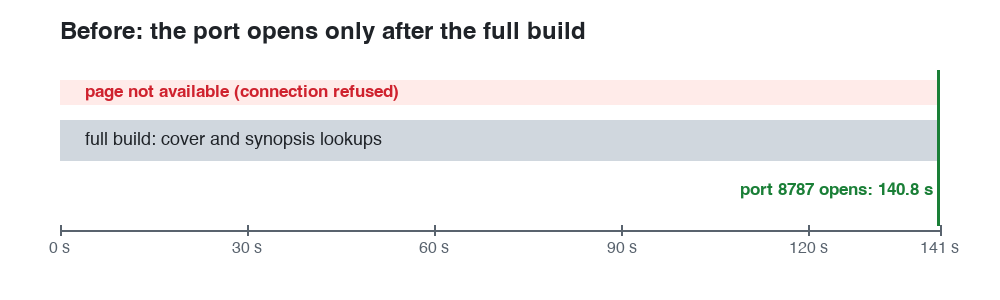 Before: the port opens only after the full build
page not available (connection refused)
full build: cover and synopsis lookups
port 8787 opens: 140.8 s
0 s 30 s 60 s 90 s 120 s 141 s